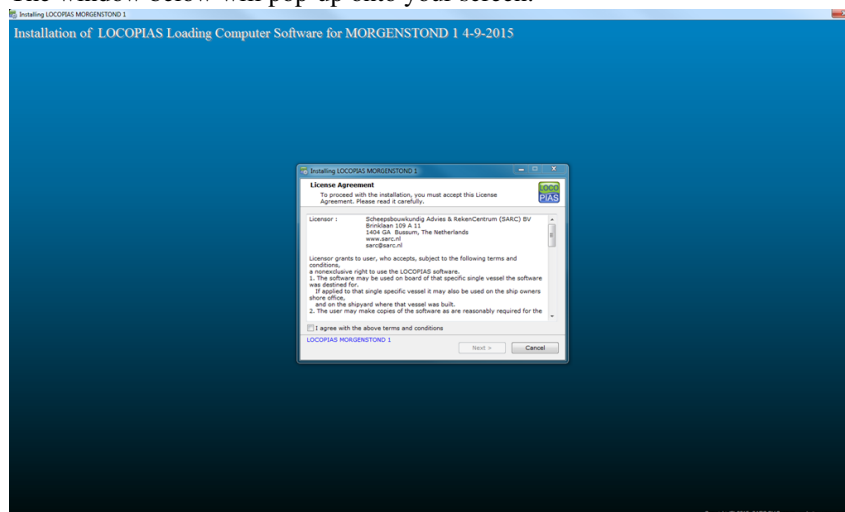 The window below will pop up onto your screen.
Installing LOCOPIAS MORGENSTOND 1
Installation of LOCOPIAS Loading Computer Software for MORGENSTOND 1 4-9-2015
Installing LOCOPIAS MORGENSTOND 1
License Agreement
To proceed with the installation, you must accept this License
Agreement. Please read it carefully.
LOCO
PIAS
Licensor : Scheepsbouwkundig Advies & RekenCentrum (SARC) BV
Brinklaan 109 A 11
1404 GA Bussum, The Netherlands
www.sarc.nl
sarc@sarc.nl
Licensor grants to user, who accepts, subject to the following terms and
conditions,
a nonexclusive right to use the LOCOPIAS software.
1. The software may be used on board of that specific single vessel the software
was destined for.
If applied to that single specific vessel it may also be used on the ship owners
shore office,
and on the shipyard where that vessel was built.
2. The user may make copies of the software as are reasonably required for the
I agree with the above terms and conditions
LOCOPIAS MORGENSTOND 1
Next >
Cancel